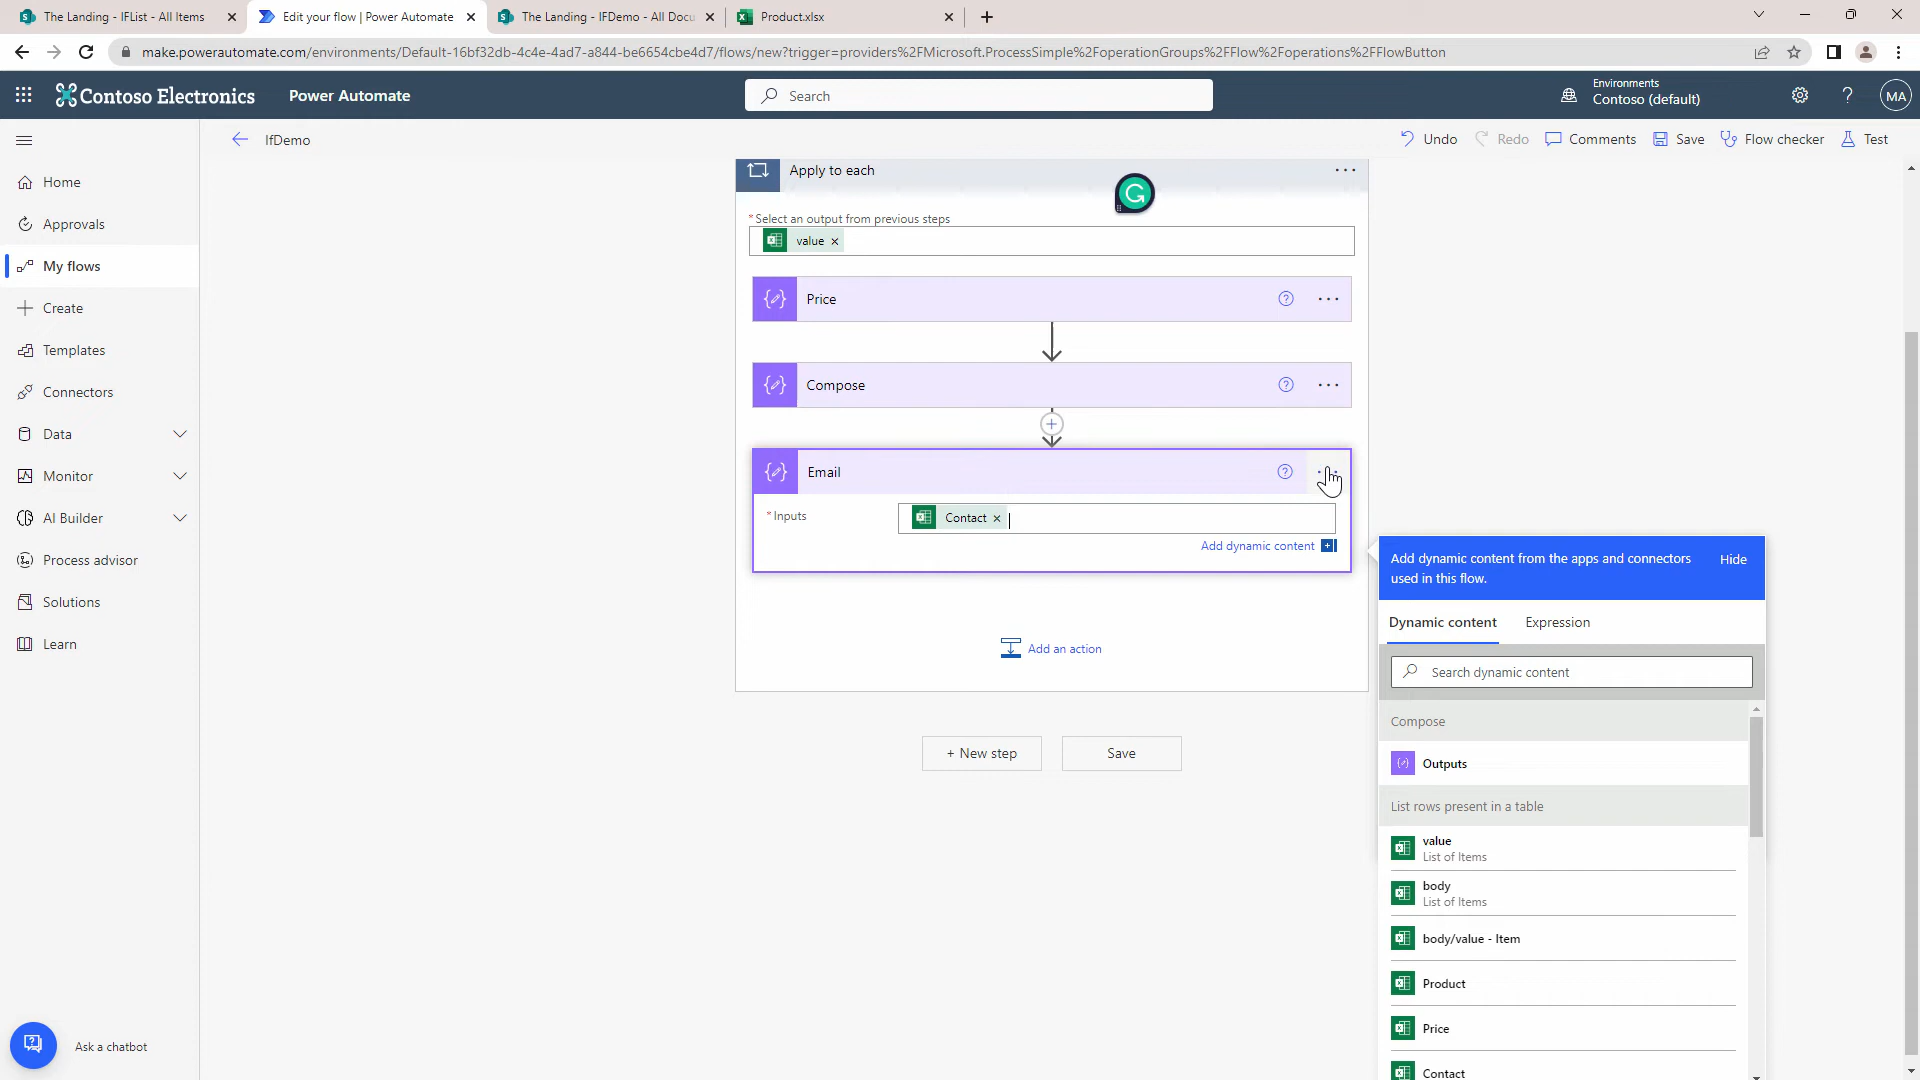 The Landing - IFList - All Items
Edit your flow | Power Automate
The Landing - IFDemo - All Docu
Product.xlsx
make.powerautomate.com/environments/Default-16bf32db-4c4e-4ad7-a844-be6654cbe4d7/flows/new?trigger=providers%2FMicrosoft.ProcessSimple%2FoperationGroups%2FFlow%2Foperations%2FFlowButton
Contoso Electronics
Power Automate
Search
Environments
Contoso (default)
MA
IfDemo
Undo
Redo
Comments
Save
Flow checker
Test
Home
Approvals
My flows
Create
Templates
Connectors
Data
Monitor
AI Builder
Process advisor
Solutions
Learn
Ask a chatbot
Apply to each
* Select an output from previous steps
value
Price
Compose
Email
* Inputs
Contact
Add dynamic content
Add an action
+ New step
Save
Add dynamic content from the apps and connectors
used in this flow.
Hide
Dynamic content
Expression
Search dynamic content
Compose
Outputs
List rows present in a table
value
List of Items
body
List of Items
body/value - Item
Product
Price
Contact